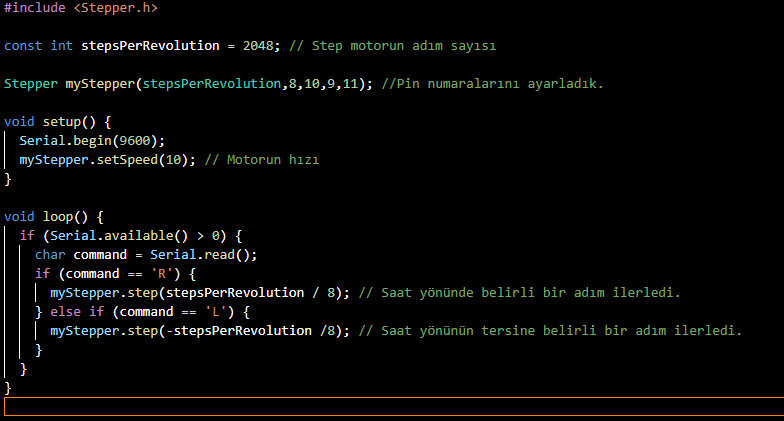 #include <Stepper.h>
const int stepsPerRevolution = 2048; // Step motorun adım sayısı
Stepper myStepper(stepsPerRevolution,8,10,9,11); //Pin numaralarını ayarladık.
void setup() {
  Serial.begin(9600);
  myStepper.setSpeed(10); // Motorun hızı
}
void loop() {
  if (Serial.available() > 0) {
    char command = Serial.read();
    if (command == 'R') {
      myStepper.step(stepsPerRevolution / 8); // Saat yönünde belirli bir adım ilerledi.
    } else if (command == 'L') {
      myStepper.step(-stepsPerRevolution /8); // Saat yönünün tersine belirli bir adım ilerledi.
    }
  }
}